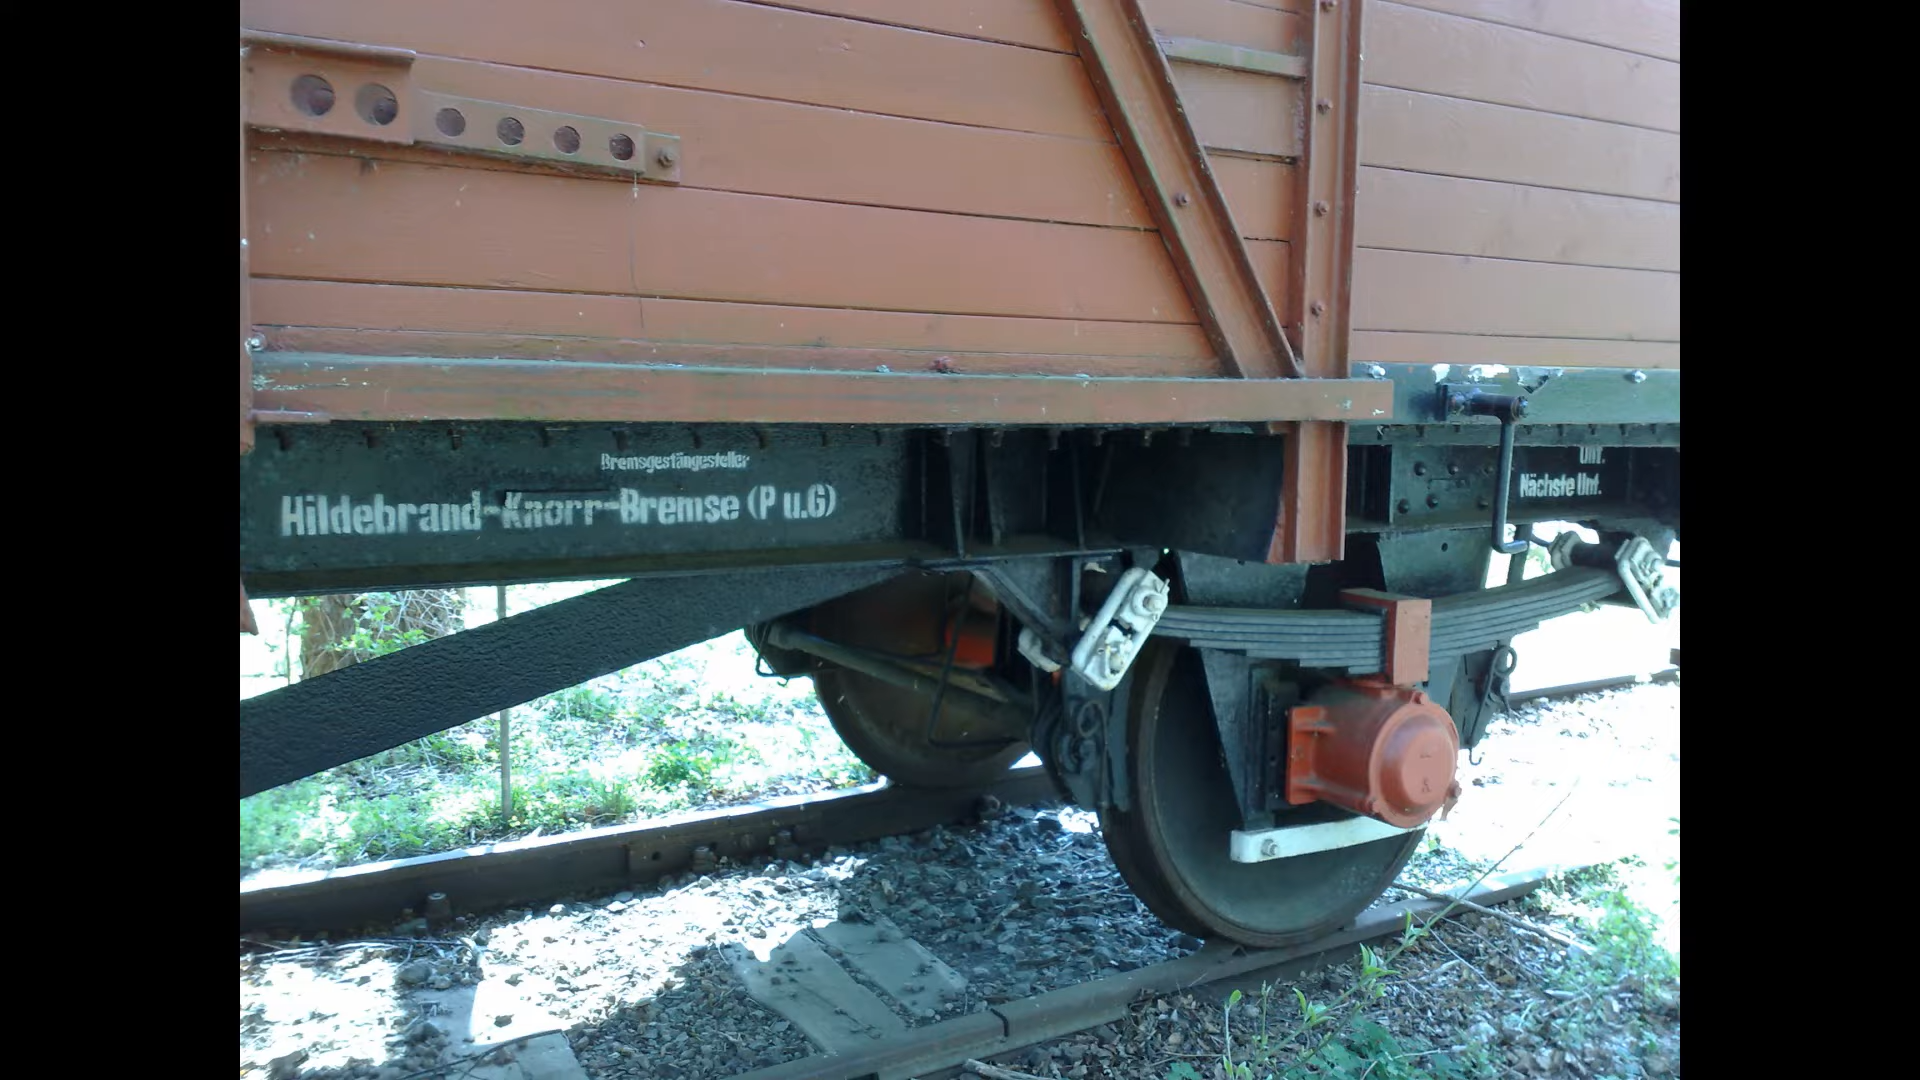 Bremsgestängesteller
Hildebrand-Knorr-Bremse (P u.G)
Unt.
Nächste Unt.